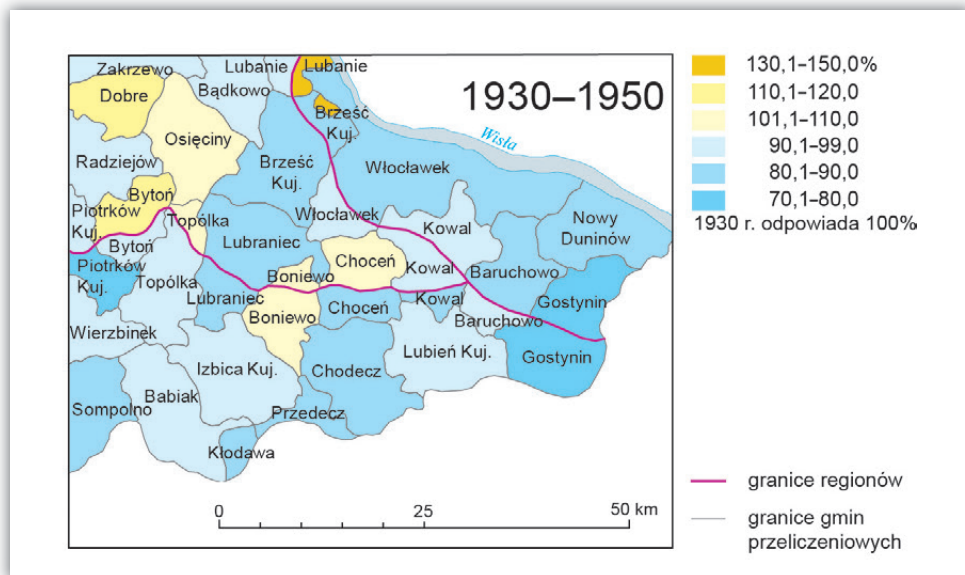 1930–1950
Zakrzewo
Dobre
Lubanie
Bądkowo
Lubanie
Brześć
Kuj.
Wisła
Osięciny
Radziejów
Brześć
Kuj.
Włocławek
Bytoń
Piotrków
Kuj.
Topólka
Włocławek
Kowal
Nowy
Duninów
Bytoń
Lubraniec
Choceń
Kowal
Baruchowo
Piotrków
Kuj.
Topólka
Boniewo
Gostynin
Lubraniec
Kowal
Choceń
Boniewo
Baruchowo
Wierzbinek
Lubień Kuj.
Gostynin
Izbica Kuj.
Chodecz
Babiak
Sompolno
Przedecz
Kłodawa
0 25 50 km
130,1–150,0%
110,1–120,0
101,1–110,0
90,1–99,0
80,1–90,0
70,1–80,0
1930 r. odpowiada 100%
granice regionów
granice gmin
przeliczeniowych